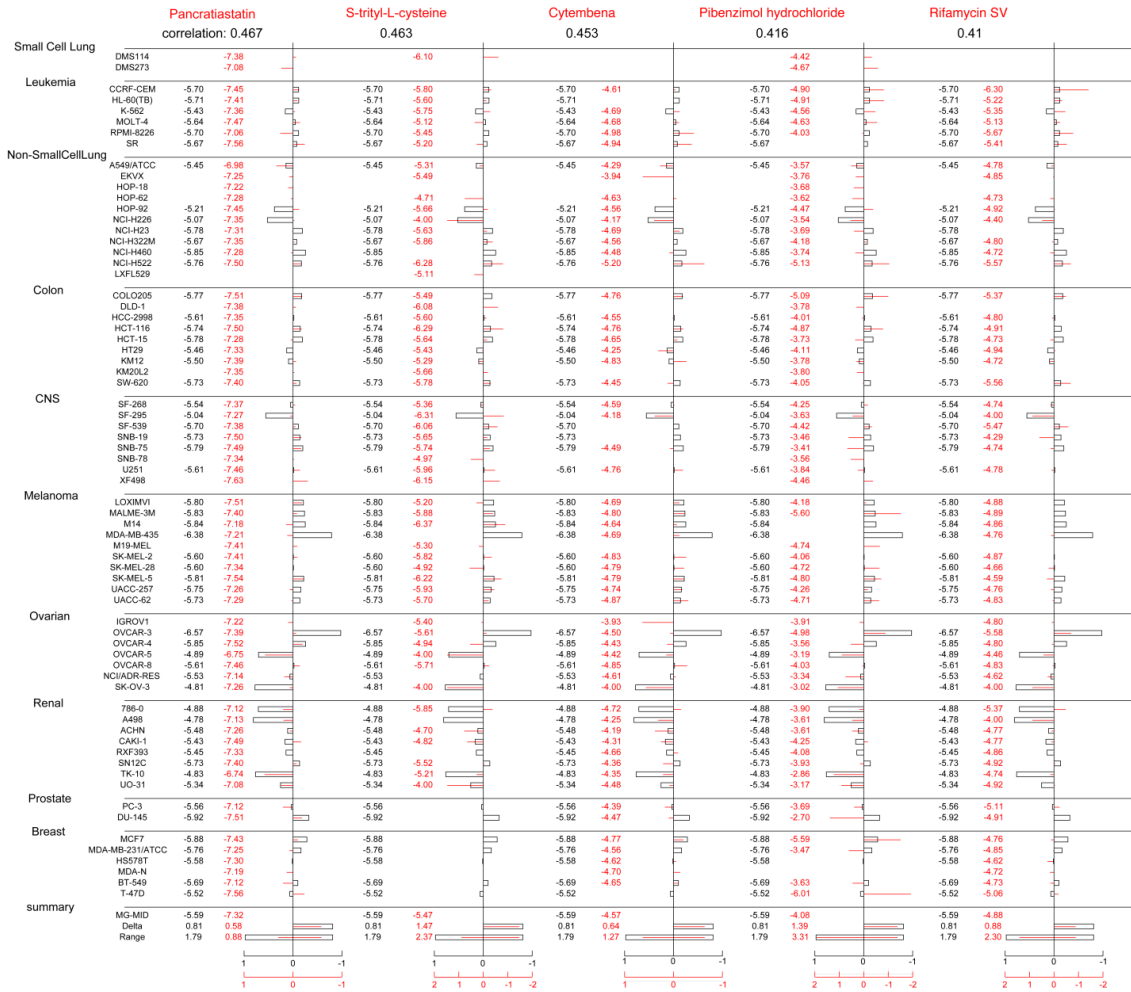 Pancratiastatin S-trityl-L-cysteine Cytembena Pibenzimol hydrochloride Rifamycin SV
correlation: 0.467 0.463 0.453 0.416 0.41
Small Cell Lung
DMS114 -7.38 -6.10 -4.42
DMS273 -7.08 -4.67
Leukemia
CCRF-CEM -5.70 -7.45 -5.70 -5.80 -5.70 -4.61 -5.70 -4.90 -5.70 -6.30
HL-60(TB) -5.71 -7.41 -5.71 -5.60 -5.71 -5.71 -4.91 -5.71 -5.22
K-562 -5.43 -7.36 -5.43 -5.75 -5.43 -4.69 -5.43 -4.56 -5.43 -5.35
MOLT-4 -5.64 -7.47 -5.64 -5.12 -5.64 -4.68 -5.64 -4.63 -5.64 -5.13
RPMI-8226 -5.70 -7.06 -5.70 -5.45 -5.70 -4.98 -5.70 -4.03 -5.70 -5.67
SR -5.67 -7.56 -5.67 -5.20 -5.67 -4.94 -5.67 -5.67 -5.41
Non-SmallCellLung
A549/ATCC -5.45 -6.98 -5.45 -5.31 -5.45 -4.29 -5.45 -3.57 -5.45 -4.78
EKVX -7.25 -5.49 -3.94 -3.76 -4.85
HOP-18 -7.22 -3.68
HOP-62 -7.28 -4.71 -4.63 -3.62 -4.73
HOP-92 -5.21 -7.45 -5.21 -5.66 -5.21 -4.56 -5.21 -4.47 -5.21 -4.92
NCI-H226 -5.07 -7.35 -5.07 -4.00 -5.07 -4.17 -5.07 -3.54 -5.07 -4.40
NCI-H23 -5.78 -7.31 -5.78 -5.63 -5.78 -4.69 -5.78 -3.69 -5.78
NCI-H322M -5.67 -7.35 -5.67 -5.86 -5.67 -4.56 -5.67 -4.18 -5.67 -4.80
NCI-H460 -5.85 -7.28 -5.85 -5.85 -4.48 -5.85 -3.74 -5.85 -4.72
NCI-H522 -5.76 -7.50 -5.76 -6.28 -5.76 -5.20 -5.76 -5.13 -5.76 -5.57
LXFL529 -5.11
Colon
COLO205 -5.77 -7.51 -5.77 -5.49 -5.77 -4.76 -5.77 -5.09 -5.77 -5.37
DLD-1 -7.38 -6.08 -3.78
HCC-2998 -5.61 -7.35 -5.61 -5.60 -5.61 -4.55 -5.61 -4.01 -5.61 -4.80
HCT-116 -5.74 -7.50 -5.74 -6.29 -5.74 -4.76 -5.74 -4.87 -5.74 -4.91
HCT-15 -5.78 -7.28 -5.78 -5.64 -5.78 -4.65 -5.78 -3.73 -5.78 -4.73
HT29 -5.46 -7.33 -5.46 -5.43 -5.46 -4.25 -5.46 -4.11 -5.46 -4.94
KM12 -5.50 -7.39 -5.50 -5.29 -5.50 -4.83 -5.50 -3.78 -5.50 -4.72
KM20L2 -7.35 -5.66 -3.80
SW-620 -5.73 -7.40 -5.73 -5.78 -5.73 -4.45 -5.73 -4.05 -5.73 -5.56
CNS
SF-268 -5.54 -7.37 -5.54 -5.36 -5.54 -4.59 -5.54 -4.25 -5.54 -4.74
SF-295 -5.04 -7.27 -5.04 -6.31 -5.04 -4.18 -5.04 -3.63 -5.04 -4.00
SF-539 -5.70 -7.38 -5.70 -6.06 -5.70 -5.70 -4.42 -5.70 -5.47
SNB-19 -5.73 -7.50 -5.73 -5.65 -5.73 -5.73 -3.46 -5.73 -4.29
SNB-75 -5.79 -7.49 -5.79 -5.74 -5.79 -4.49 -5.79 -3.41 -5.79 -4.74
SNB-78 -7.34 -4.97 -3.56
U251 -5.61 -7.46 -5.61 -5.96 -5.61 -4.76 -5.61 -3.84 -5.61 -4.78
XF498 -7.63 -6.15 -4.46
Melanoma
LOXIMVI -5.80 -7.51 -5.80 -5.20 -5.80 -4.69 -5.80 -4.18 -5.80 -4.88
MALME-3M -5.83 -7.40 -5.83 -5.88 -5.83 -4.80 -5.83 -5.60 -5.83 -4.89
M14 -5.84 -7.18 -5.84 -6.37 -5.84 -4.64 -5.84 -5.84 -4.86
MDA-MB-435 -6.38 -7.21 -6.38 -6.38 -4.69 -6.38 -6.38 -4.76
M19-MEL -7.41 -5.30 -4.74
SK-MEL-2 -5.60 -7.41 -5.60 -5.82 -5.60 -4.83 -5.60 -4.06 -5.60 -4.87
SK-MEL-28 -5.60 -7.34 -5.60 -4.92 -5.60 -4.79 -5.60 -4.72 -5.60 -4.66
SK-MEL-5 -5.81 -7.54 -5.81 -6.22 -5.81 -4.79 -5.81 -4.80 -5.81 -4.59
UACC-257 -5.75 -7.26 -5.75 -5.93 -5.75 -4.74 -5.75 -4.26 -5.75 -4.76
UACC-62 -5.73 -7.29 -5.73 -5.70 -5.73 -4.87 -5.73 -4.71 -5.73 -4.83
Ovarian
IGROV1 -7.22 -5.40 -3.93 -3.91 -4.80
OVCAR-3 -6.57 -7.39 -6.57 -5.61 -6.57 -4.50 -6.57 -4.98 -6.57 -5.58
OVCAR-4 -5.85 -7.52 -5.85 -4.94 -5.85 -4.43 -5.85 -3.56 -5.85 -4.80
OVCAR-5 -4.89 -6.75 -4.89 -4.00 -4.89 -4.42 -4.89 -3.19 -4.89 -4.46
OVCAR-8 -5.61 -7.46 -5.61 -5.71 -5.61 -4.85 -5.61 -4.03 -5.61 -4.83
NCI/ADR-RES -5.53 -7.14 -5.53 -5.53 -4.61 -5.53 -3.34 -5.53 -4.62
SK-OV-3 -4.81 -7.26 -4.81 -4.00 -4.81 -4.00 -4.81 -3.02 -4.81 -4.00
Renal
786-0 -4.88 -7.12 -4.88 -5.85 -4.88 -4.72 -4.88 -3.90 -4.88 -5.37
A498 -4.78 -7.13 -4.78 -4.78 -4.25 -4.78 -3.61 -4.78 -4.00
ACHN -5.48 -7.26 -5.48 -4.70 -5.48 -4.19 -5.48 -3.61 -5.48 -4.77
CAKI-1 -5.43 -7.49 -5.43 -4.82 -5.43 -4.31 -5.43 -4.25 -5.43 -4.77
RXF393 -5.45 -7.33 -5.45 -5.45 -4.66 -5.45 -4.08 -5.45 -4.83
SN12C -5.73 -7.40 -5.73 -5.52 -5.73 -4.36 -5.73 -3.93 -5.73 -4.92
TK-10 -4.83 -6.74 -4.83 -5.21 -4.83 -4.35 -4.83 -2.86 -4.83 -4.74
UO-31 -5.34 -7.08 -5.34 -4.00 -5.34 -4.48 -5.34 -3.17 -5.34 -4.92
Prostate
PC-3 -5.56 -7.12 -5.56 -5.56 -4.39 -5.56 -3.69 -5.56 -5.11
DU-145 -5.92 -7.51 -5.92 -5.92 -4.47 -5.92 -2.70 -5.92 -4.91
Breast
MCF7 -5.88 -7.43 -5.88 -5.88 -4.77 -5.88 -5.59 -5.88 -4.76
MDA-MB-231/ATCC -5.76 -7.25 -5.76 -5.76 -4.56 -5.76 -3.47 -5.76 -4.85
HS578T -5.58 -7.30 -5.58 -5.58 -4.62 -5.58 -5.58 -4.62
MDA-N -7.19 -4.70 -4.72
BT-549 -5.69 -7.12 -5.69 -5.69 -4.65 -5.69 -3.63 -5.69 -4.73
T-47D -5.52 -7.56 -5.52 -5.52 -5.52 -6.01 -5.52 -5.06
summary
MG-MID -5.59 -7.32 -5.59 -5.47 -5.59 -4.57 -5.59 -4.08 -5.59 -4.88
Delta 0.81 0.58 0.81 1.47 0.81 0.64 0.81 1.39 0.81 0.88
Range 1.79 0.88 1.79 2.37 1.79 1.27 1.79 3.31 1.79 2.30
1 0 -1 1 0 -1 1 0 -1 1 0 -1 1 0 -1
2 1 0 -1 2 1 0 -1 -2 2 1 0 -1 2 1 0 -1 -2 2 1 0 -1 -2